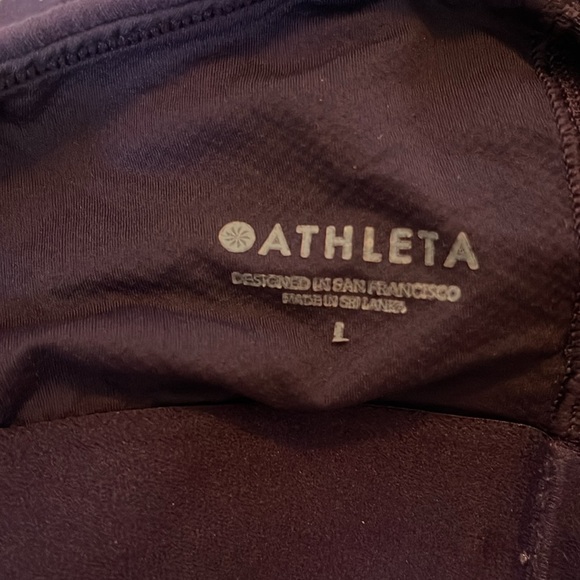 ATHLETA
DESIGNED IN SAN FRANCISCO
MADE IN SRI LANKA
L